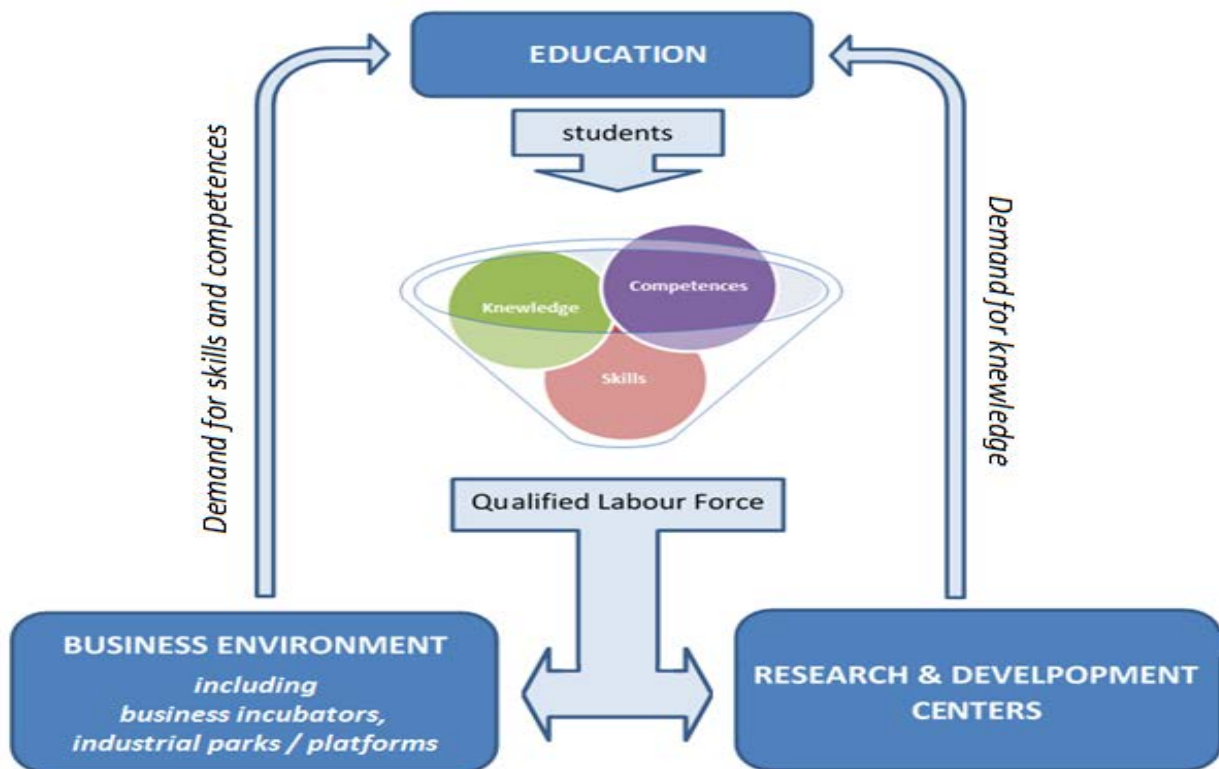 EDUCATION
students
Demand for skills and competences
Demand for knewledge
Knewledge
Competences
Skills
Qualified Labour Force
BUSINESS ENVIRONMENT
including
business incubators,
industrial parks / platforms
RESEARCH & DEVELPOPMENT
CENTERS